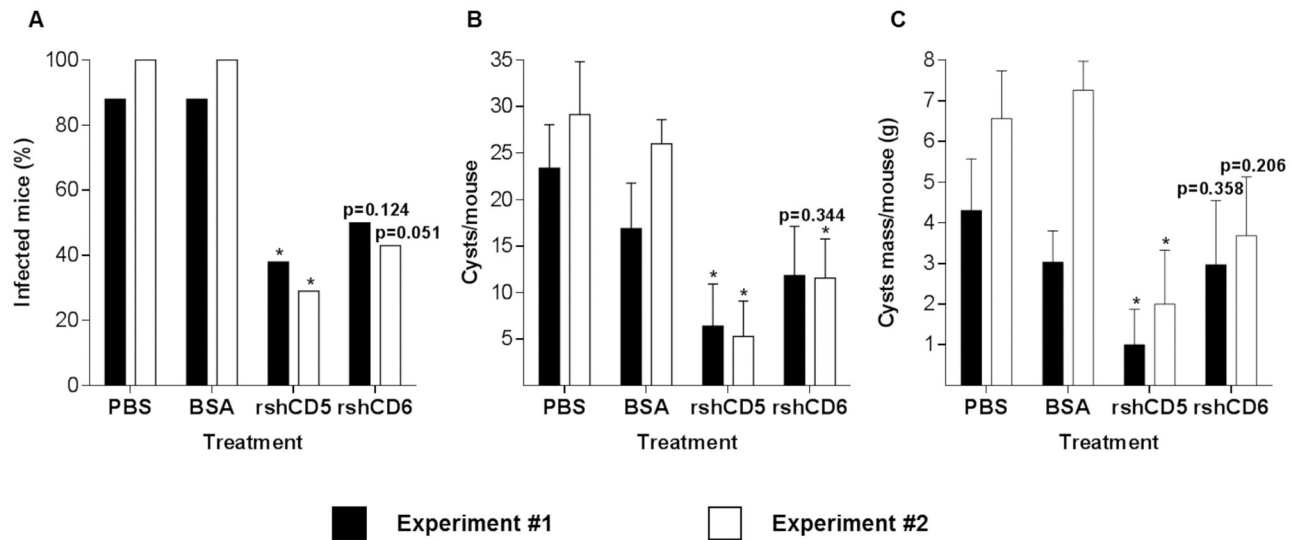 A
B
C
Infected mice (%)
100
80
60
40
20
0
*
*
p=0.124
p=0.051
PBS BSA rshCD5 rshCD6
Treatment
Cysts/mouse
35
30
25
20
15
10
5
*
*
p=0.344
*
PBS BSA rshCD5 rshCD6
Treatment
Cysts mass/mouse (g)
8
7
6
5
4
3
2
1
*
*
p=0.358
p=0.206
PBS BSA rshCD5 rshCD6
Treatment
Experiment #1
Experiment #2